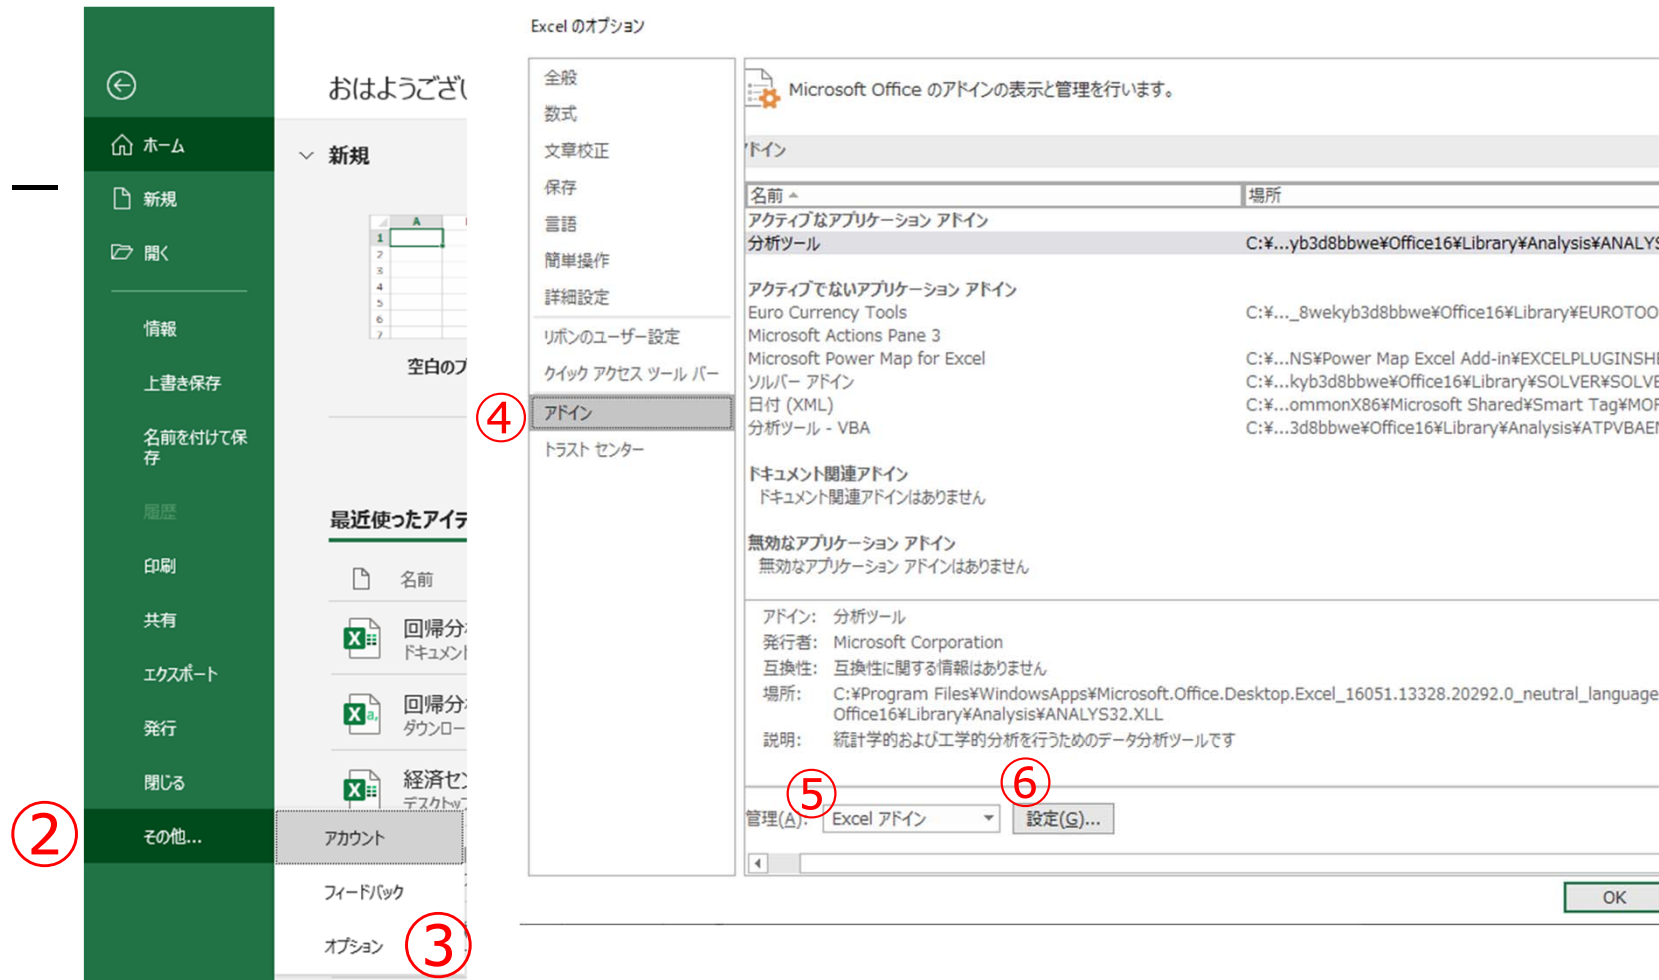 おはようござい
ホーム
新規
開く
情報
上書き保存
名前を付けて保
存
履歴
印刷
共有
エクスポート
発行
閉じる
② その他...
新規
A
1
2
3
4
5
6
7
空白のブ
最近使ったアイテ
名前
回帰分
ドキュメント
回帰分
ダウンロー
経済セン
デスクトップ
アカウント
フィードバック
オプション ③
Excel のオプション
全般
数式
文章校正
保存
言語
簡単操作
詳細設定
リボンのユーザー設定
クイック アクセス ツール バー
④ アドイン
トラスト センター
Microsoft Office のアドインの表示と管理を行います。
アドイン
名前 場所
アクティブなアプリケーション アドイン
分析ツール C:¥...yb3d8bbwe¥Office16¥Library¥Analysis¥ANALYS
アクティブでないアプリケーション アドイン
Euro Currency Tools C:¥..._8wekyb3d8bbwe¥Office16¥Library¥EUROTOO
Microsoft Actions Pane 3
Microsoft Power Map for Excel C:¥...NS¥Power Map Excel Add-in¥EXCELPLUGINSHE
ソルバー アドイン C:¥...kyb3d8bbwe¥Office16¥Library¥SOLVER¥SOLVE
日付 (XML) C:¥...ommonX86¥Microsoft Shared¥Smart Tag¥MOF
分析ツール - VBA C:¥...3d8bbwe¥Office16¥Library¥Analysis¥ATPVBAEN
ドキュメント関連アドイン
ドキュメント関連アドインはありません
無効なアプリケーション アドイン
無効なアプリケーション アドインはありません
アドイン: 分析ツール
発行者: Microsoft Corporation
互換性: 互換性に関する情報はありません
場所: C:¥Program Files¥WindowsApps¥Microsoft.Office.Desktop.Excel_16051.13328.20292.0_neutral_language
Office16¥Library¥Analysis¥ANALYS32.XLL
説明: 統計学的および工学的分析を行うためのデータ分析ツールです
⑤ ⑥
管理(A): Excel アドイン 設定(G)...
OK